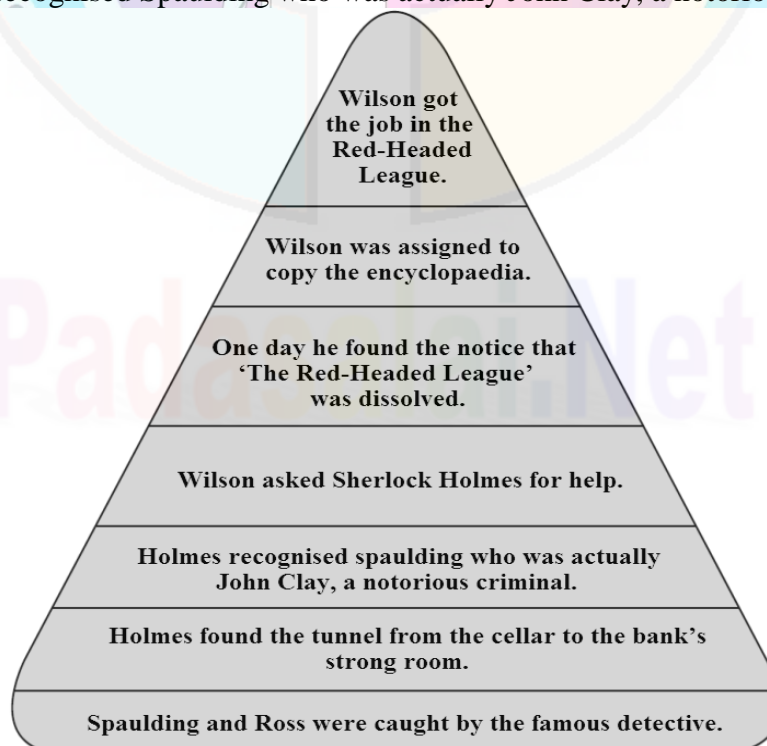 recognised Spaulding who was actually John Clay, a notorio
Wilson got
the job in the
Red-Headed
League.
Wilson was assigned to
copy the encyclopaedia.
One day he found the notice that
‘The Red-Headed League’
was dissolved.
Padasalai.Net
Wilson asked Sherlock Holmes for help.
Holmes recognised spaulding who was actually
John Clay, a notorious criminal.
Holmes found the tunnel from the cellar to the bank’s
strong room.
Spaulding and Ross were caught by the famous detective.